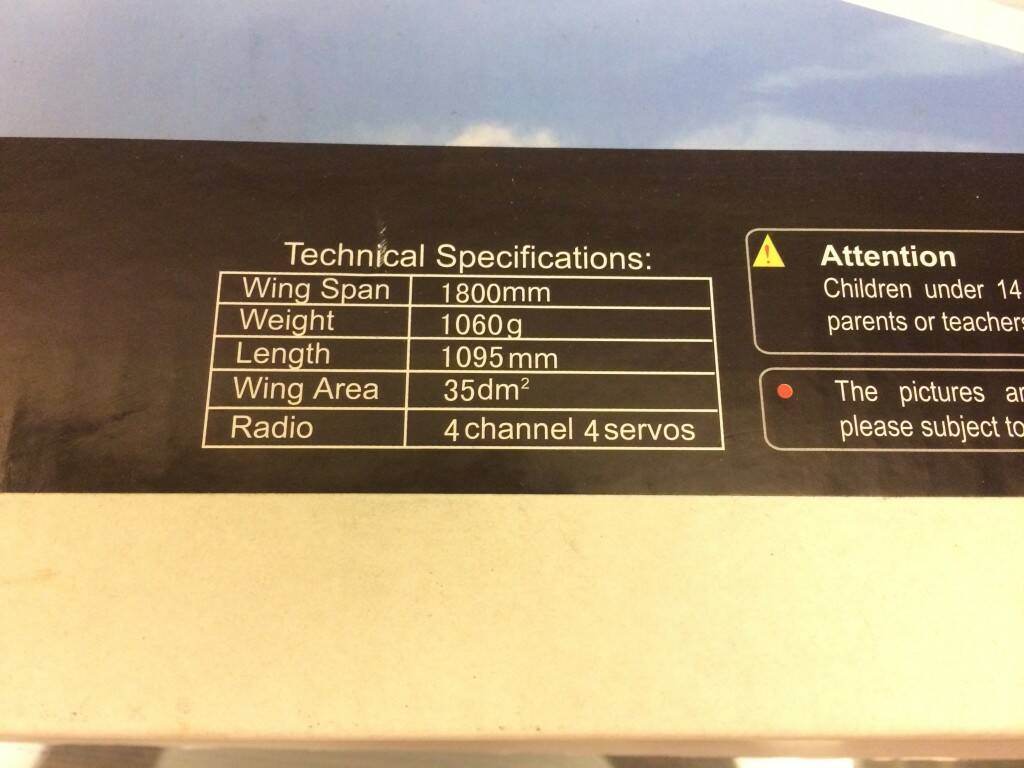 Technical Specifications:
Wing Span 1800mm
Weight 1060g
Length 1095mm
Wing Area 35dm²
Radio 4channel 4servos
Attention
Children under 14
parents or teachers
The pictures
please subject to